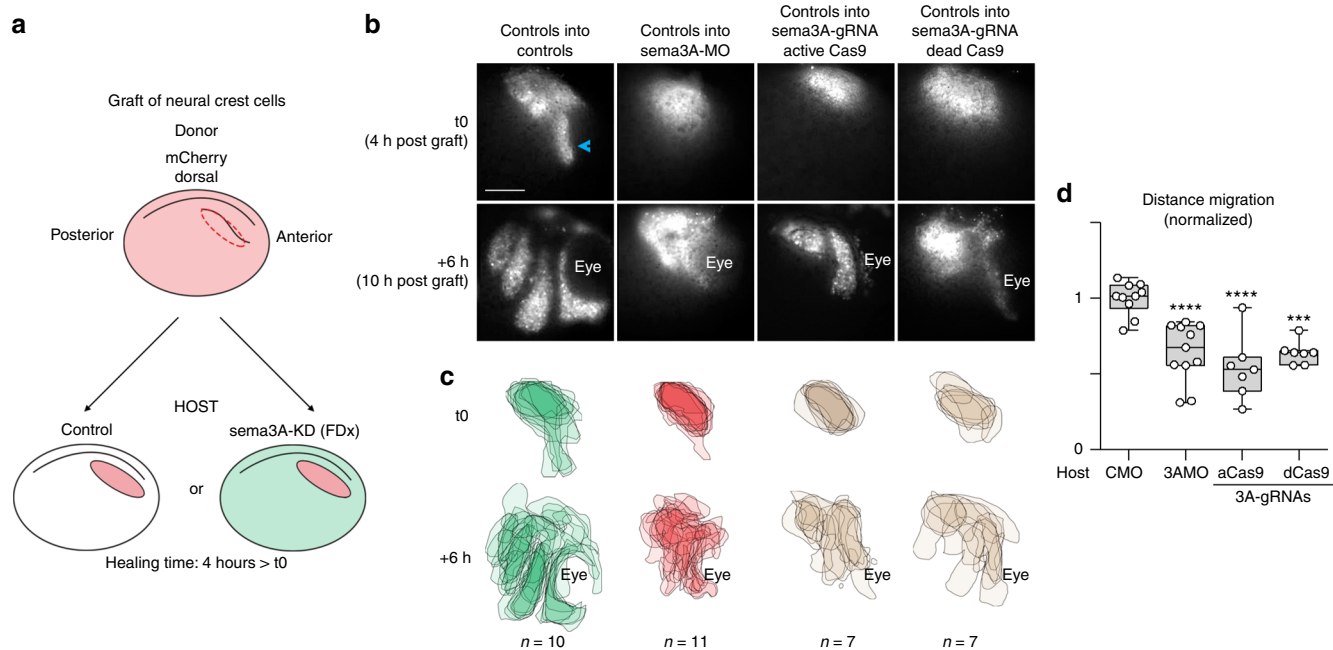 a
Graft of neural crest cells
Donor
mCherry
dorsal
Posterior
Anterior
HOST
Control
sema3A-KD (FDx)
or
Healing time: 4 hours > t0
b
Controls into
controls
Controls into
sema3A-MO
Controls into
sema3A-gRNA
active Cas9
Controls into
sema3A-gRNA
dead Cas9
t0
(4 h post graft)
+6 h
(10 h post graft)
Eye
Eye
Eye
Eye
c
t0
+6 h
Eye
Eye
Eye
Eye
n = 10
n = 11
n = 7
n = 7
d
Distance migration
(normalized)
1
0
****
****
***
Host
CMO
3AMO
aCas9
dCas9
3A-gRNAs